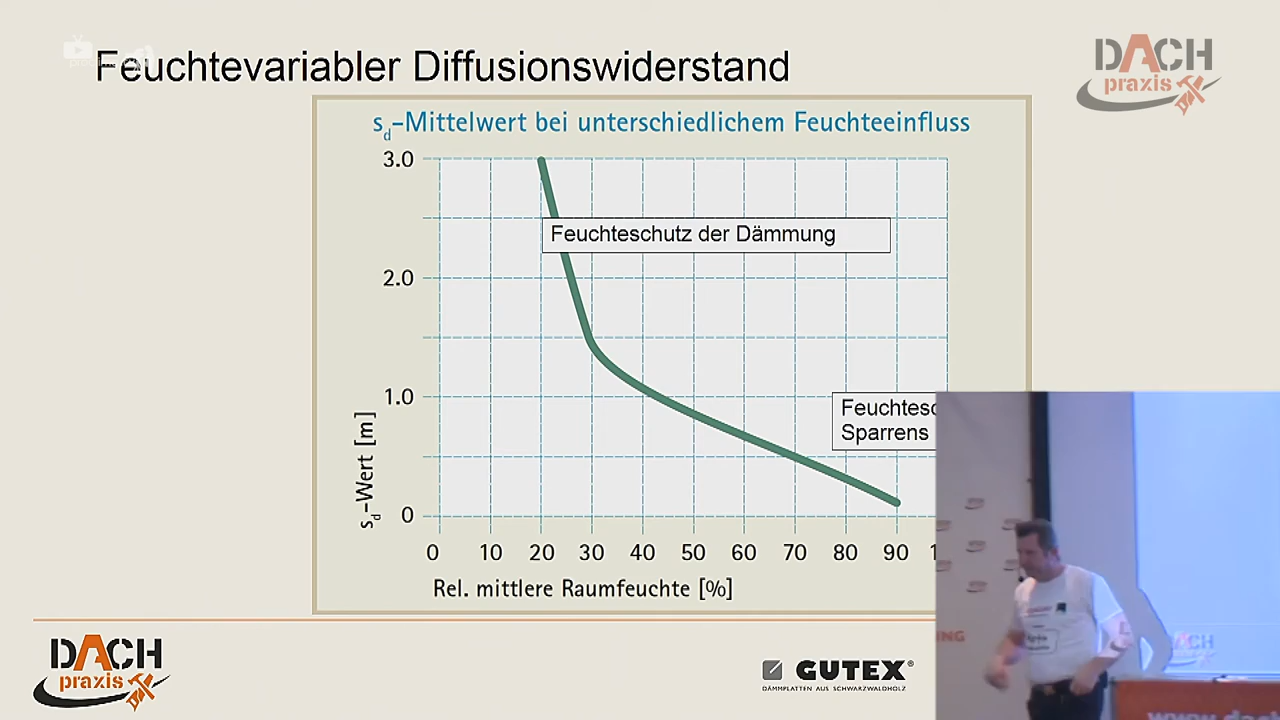 Feuchtevariabler Diffusionswiderstand
DACH
praxis
sd-Mittelwert bei unterschiedlichem Feuchteeinfluss
3.0
2.0
1.0
0
sd-Wert [m]
Feuchteschutz der Dämmung
Sparrens
0 10 20 30 40 50 60 70 80 90
Rel. mittlere Raumfeuchte [%]
DACH
praxis
GUTEX®
DÄMMPLATTEN AUS SCHWARZWALDHOLZ